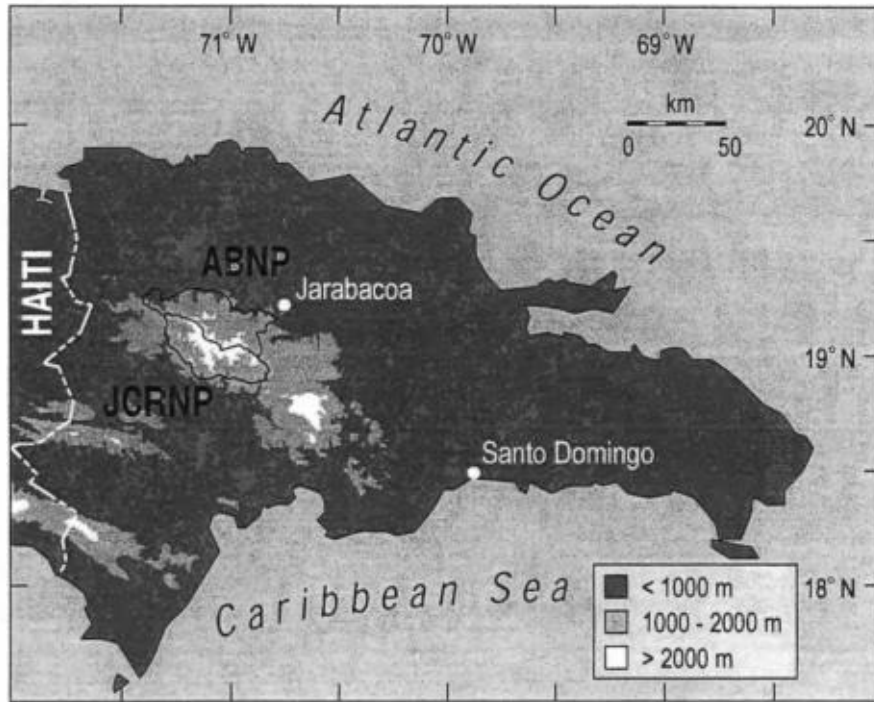 71° W
70° W
69° W
Atlantic Ocean
km
0 50
20° N
HAITI
ABNP
Jarabacoa
19° N
JCRNP
Santo Domingo
Caribbean Sea
18° N
< 1000 m
1000 - 2000 m
> 2000 m